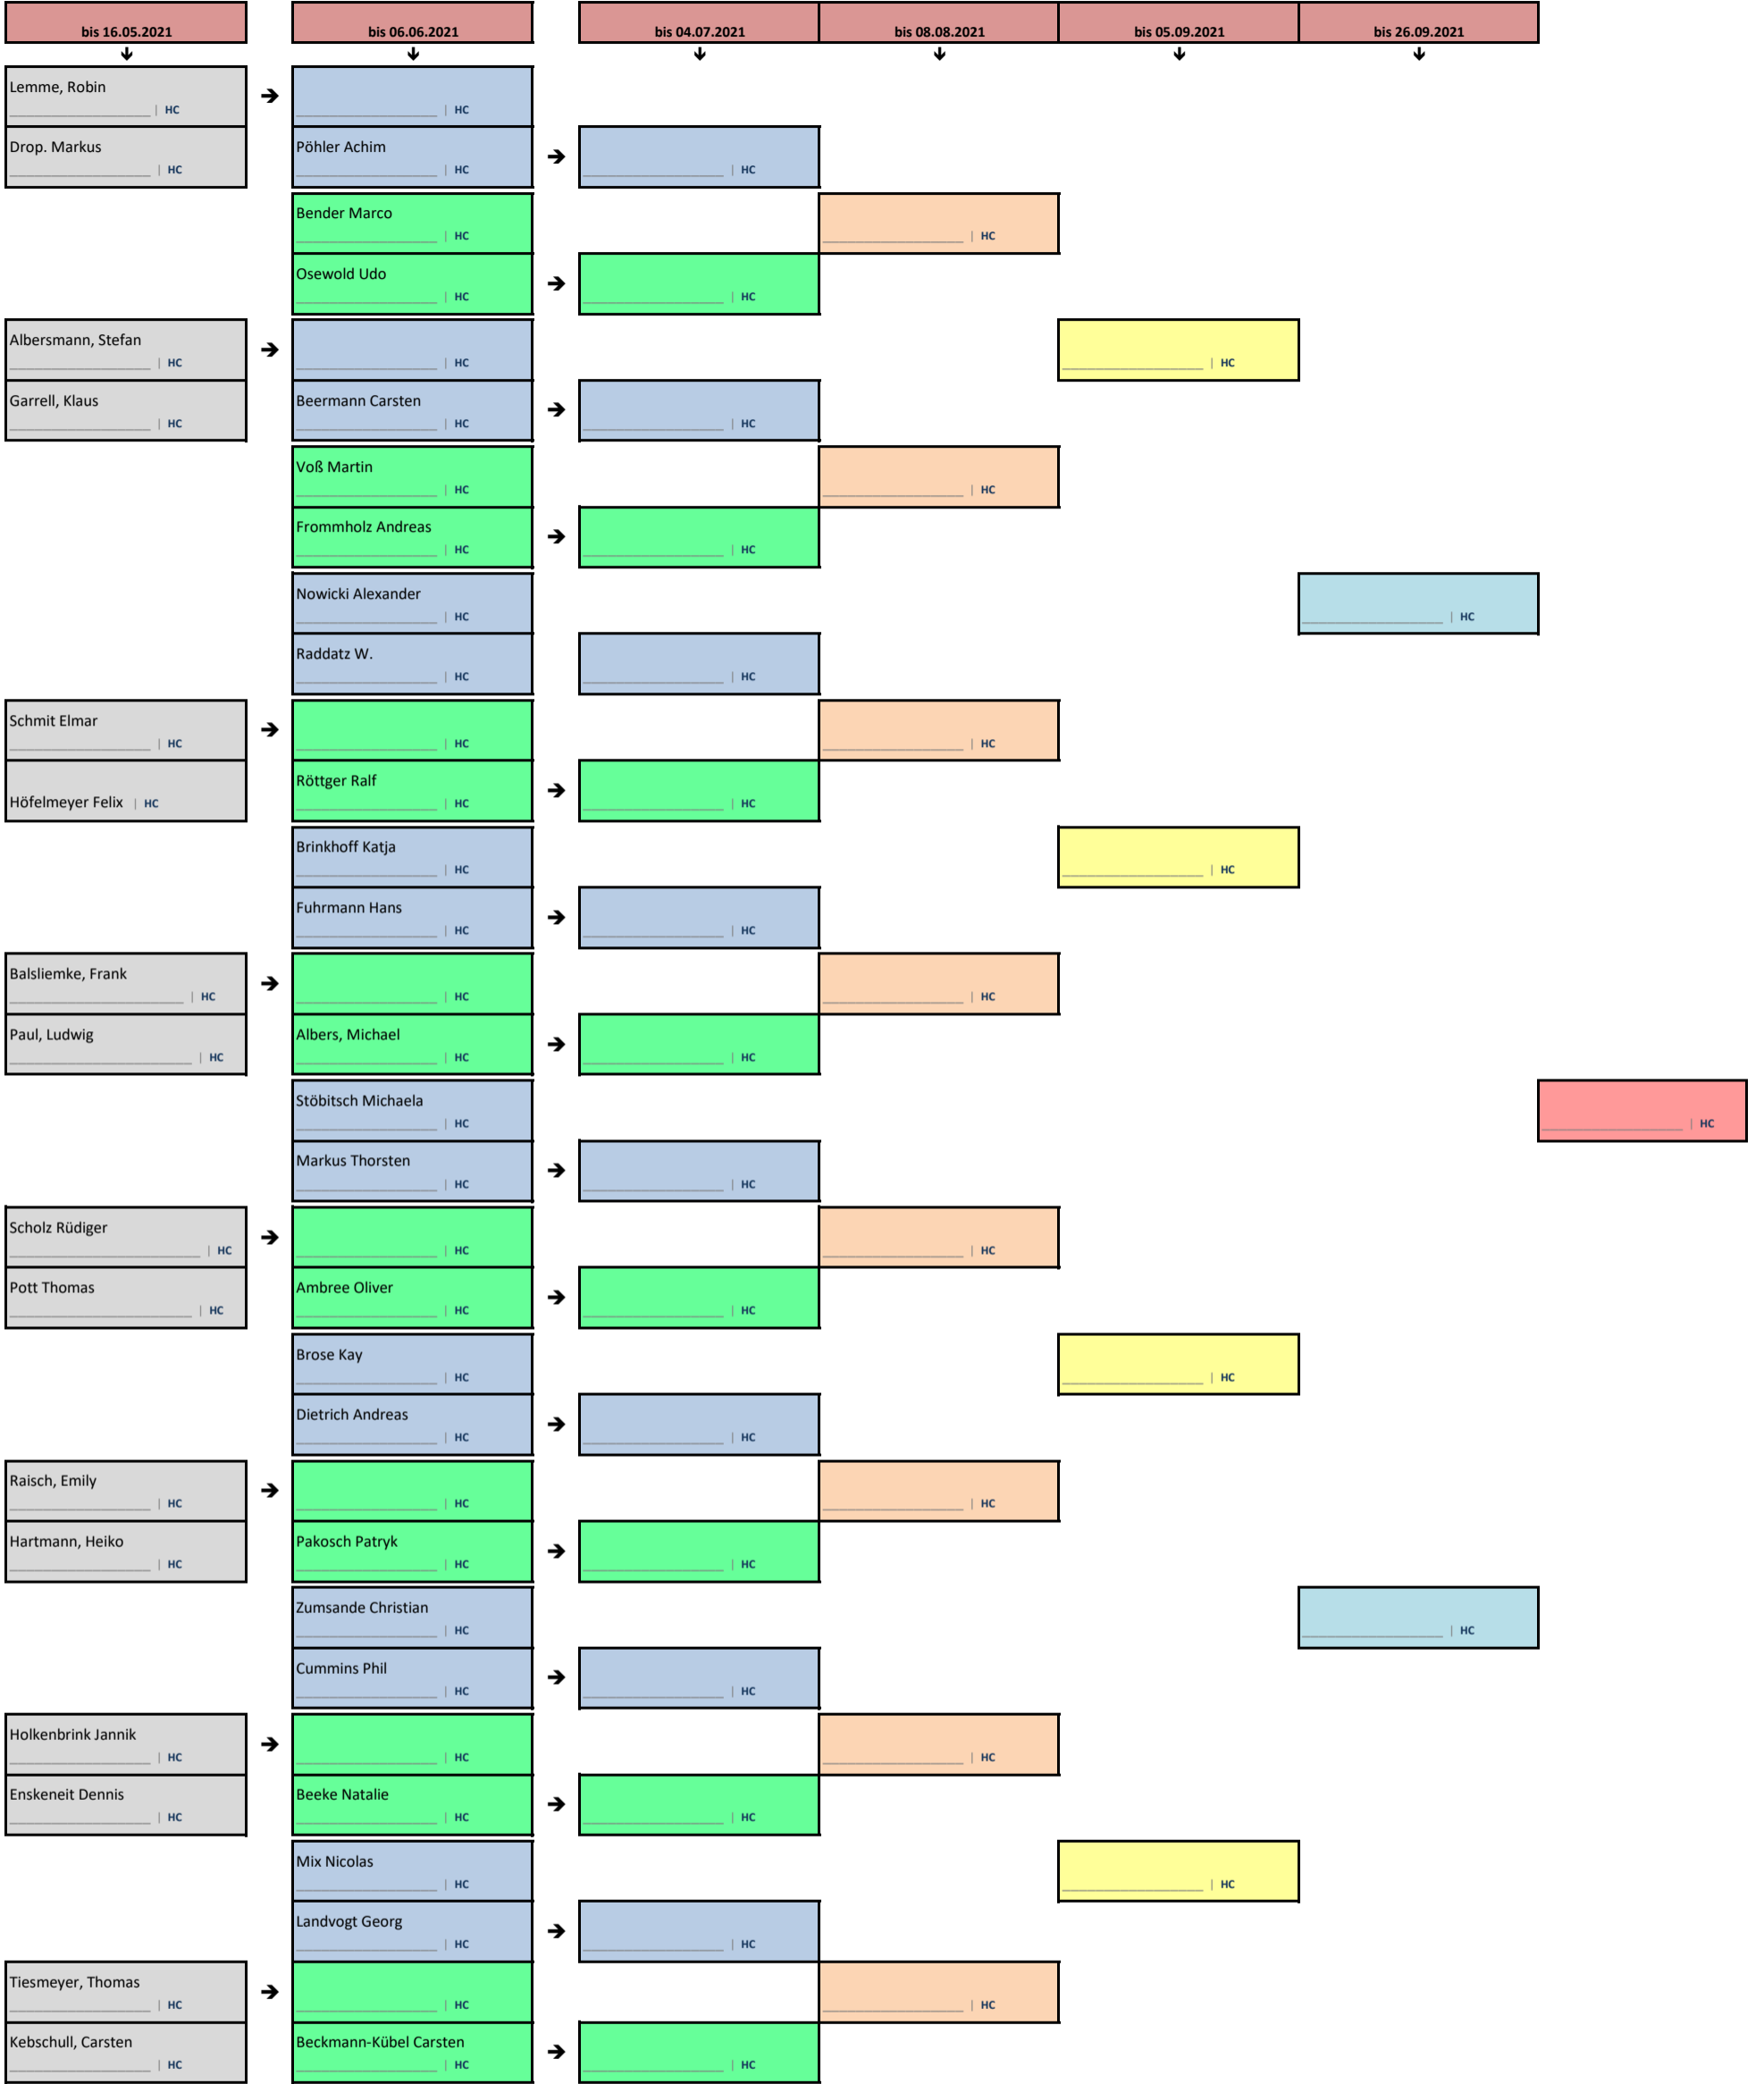 bis 16.05.2021 bis 06.06.2021 bis 04.07.2021 bis 08.08.2021 bis 05.09.2021 bis 26.09.2021
Lemme, Robin
| HC | HC
Drop. Markus Pöhler Achim
| HC | HC | HC
Bender Marco
| HC | HC
Osewold Udo
| HC | HC
Albersmann, Stefan
| HC | HC | HC
Garrell, Klaus Beermann Carsten
| HC | HC | HC
Voß Martin
| HC | HC
Frommholz Andreas
| HC | HC
Nowicki Alexander
| HC | HC
Raddatz W.
| HC | HC
Schmit Elmar
| HC | HC | HC
Röttger Ralf
Höfelmeyer Felix | HC | HC | HC
Brinkhoff Katja
| HC | HC
Fuhrmann Hans
| HC | HC
Balsliemke, Frank
| HC | HC | HC
Paul, Ludwig Albers, Michael
| HC | HC | HC
Stöbitsch Michaela
| HC | HC
Markus Thorsten
| HC | HC
Scholz Rüdiger
| HC | HC | HC
Pott Thomas Ambree Oliver
| HC | HC | HC
Brose Kay
| HC | HC
Dietrich Andreas
| HC | HC
Raisch, Emily
| HC | HC | HC
Hartmann, Heiko Pakosch Patryk
| HC | HC | HC
Zumsande Christian
| HC | HC
Cummins Phil
| HC | HC
Holkenbrink Jannik
| HC | HC | HC
Enskeneit Dennis Beeke Natalie
| HC | HC | HC
Mix Nicolas
| HC | HC
Landvogt Georg
| HC | HC
Tiesmeyer, Thomas
| HC | HC | HC
Kebschull, Carsten Beckmann-Kübel Carsten
| HC | HC | HC